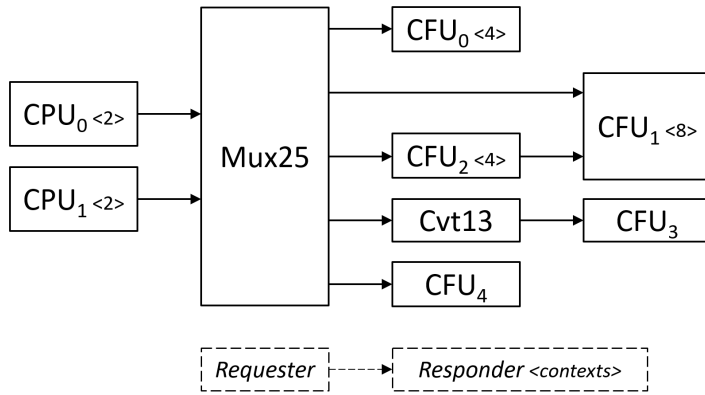 CFU₀ <4>
CPU₀ <2>
Mux25
CFU₁ <8>
CFU₂ <4>
CPU₁ <2>
Cvt13
CFU₃
CFU₄
Requester
Responder <contexts>